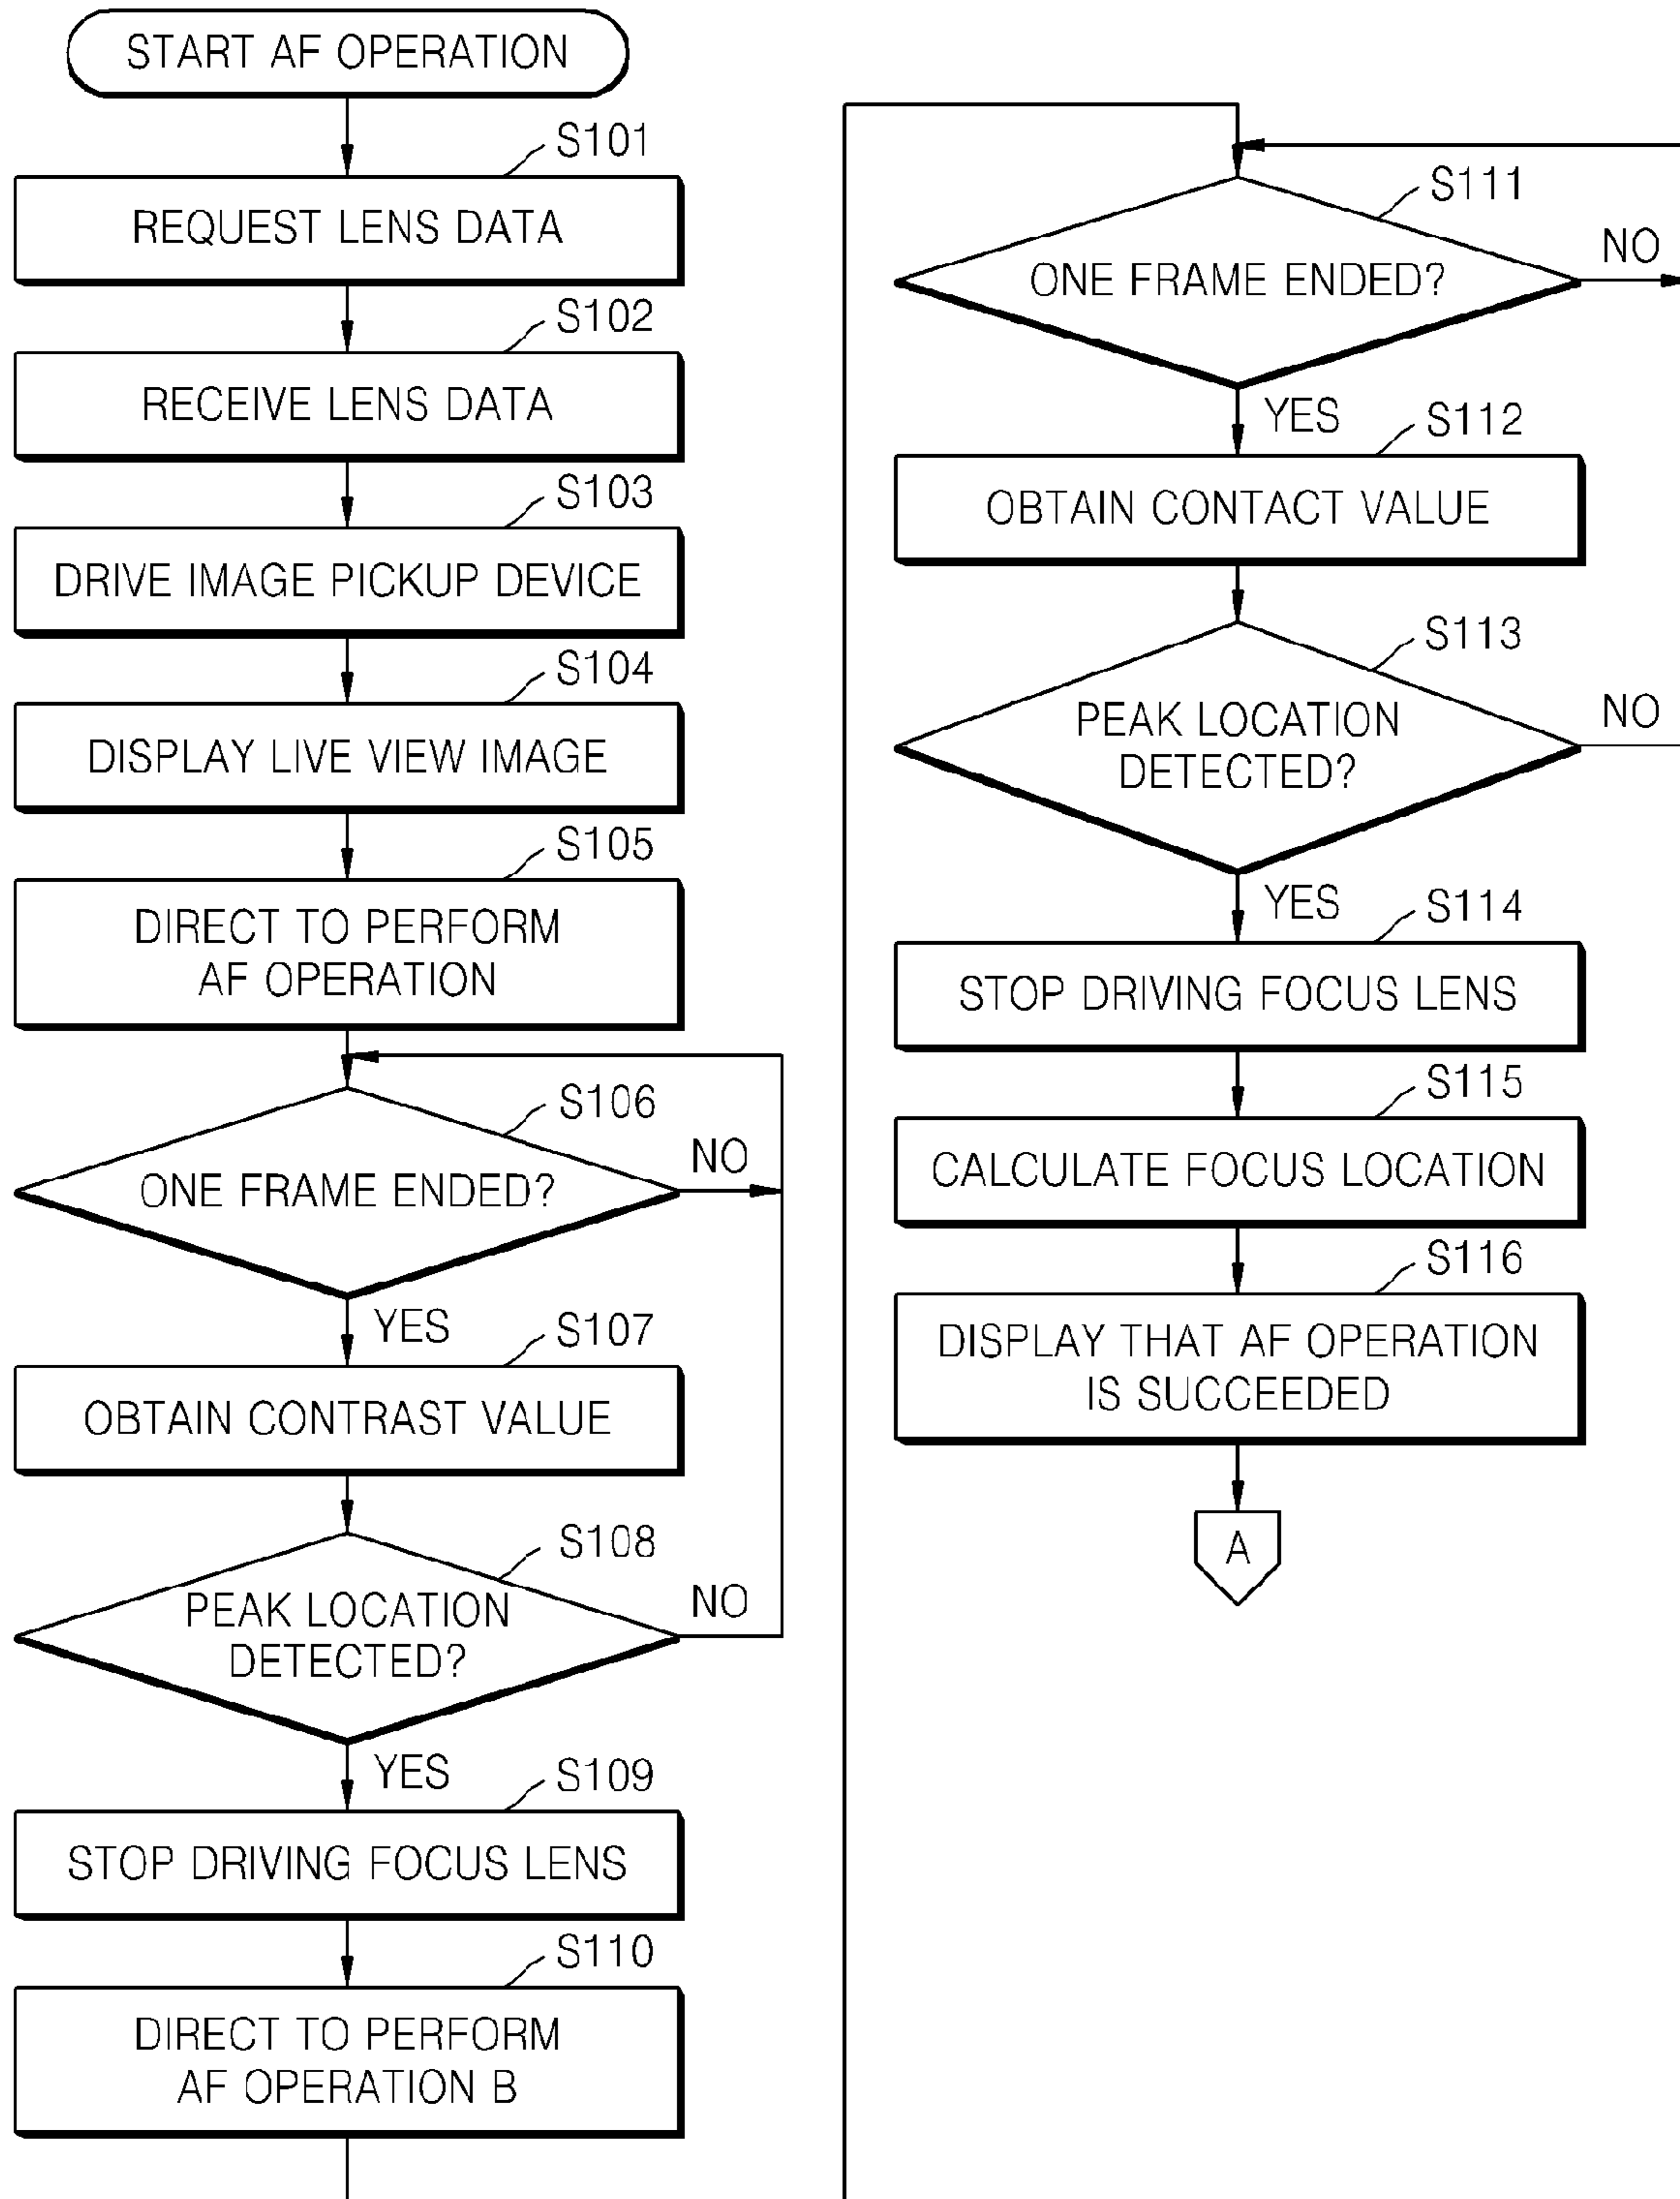 START AF OPERATION
S101
REQUEST LENS DATA
S102
RECEIVE LENS DATA
S103
DRIVE IMAGE PICKUP DEVICE
S104
DISPLAY LIVE VIEW IMAGE
S105
DIRECT TO PERFORM
AF OPERATION
S106
ONE FRAME ENDED?
NO
YES
S107
OBTAIN CONTRAST VALUE
S108
PEAK LOCATION
DETECTED?
NO
YES
S109
STOP DRIVING FOCUS LENS
S110
DIRECT TO PERFORM
AF OPERATION B
S111
ONE FRAME ENDED?
NO
YES
S112
OBTAIN CONTACT VALUE
S113
PEAK LOCATION
DETECTED?
NO
YES
S114
STOP DRIVING FOCUS LENS
S115
CALCULATE FOCUS LOCATION
S116
DISPLAY THAT AF OPERATION
IS SUCCEEDED
A